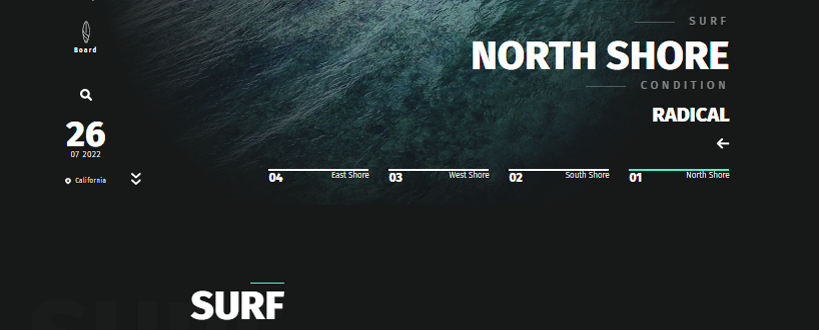 SURF
NORTH SHORE
CONDITION
RADICAL
Board
26
07 2022
California
04 East Shore
03 West Shore
02 South Shore
01 North Shore
SURF